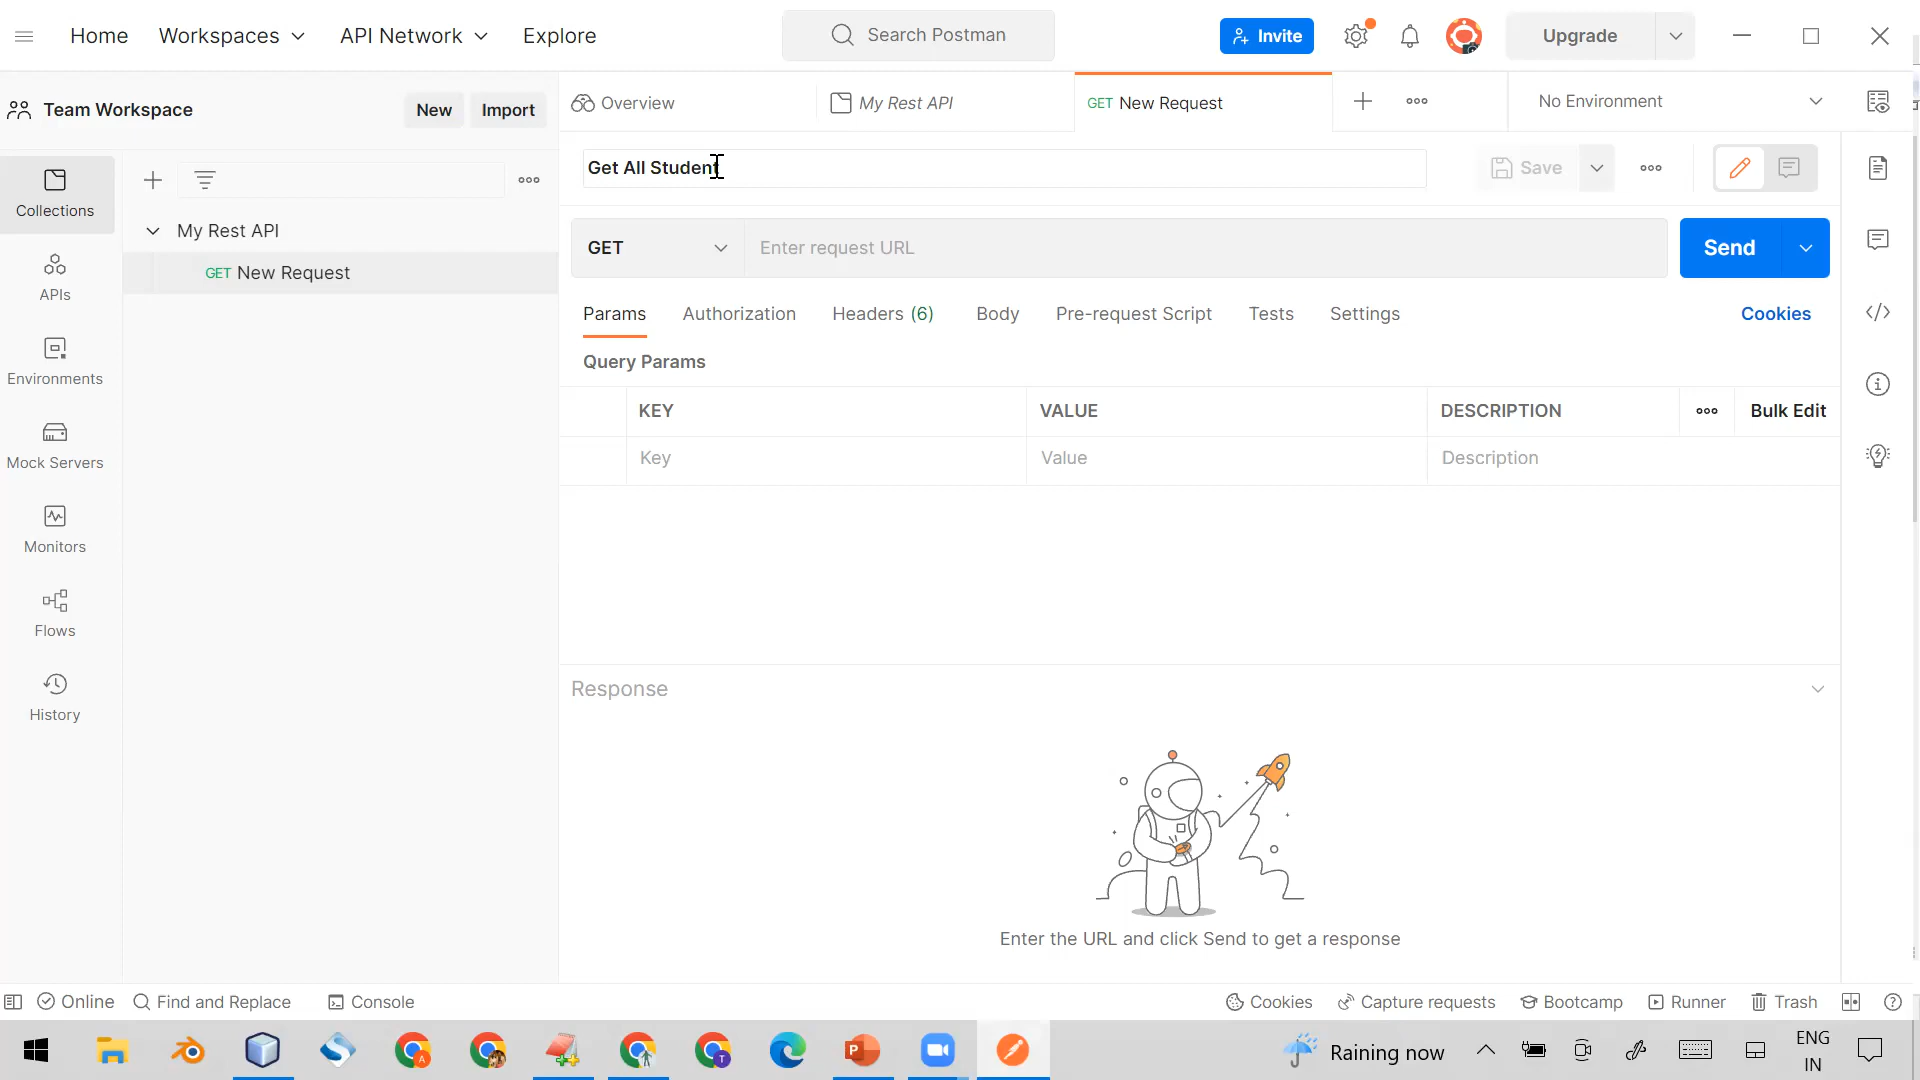 Home Workspaces API Network Explore Search Postman Invite Upgrade
Team Workspace New Import Overview My Rest API GET New Request No Environment
Get All Student Save
Collections
My Rest API
GET New Request
GET Enter request URL Send
APIs
Params Authorization Headers (6) Body Pre-request Script Tests Settings Cookies
Query Params
Environments
KEY VALUE DESCRIPTION Bulk Edit
Key Value Description
Mock Servers
Monitors
Flows
Response
History
Enter the URL and click Send to get a response
Online Find and Replace Console Cookies Capture requests Bootcamp Runner Trash
Raining now ENG
IN